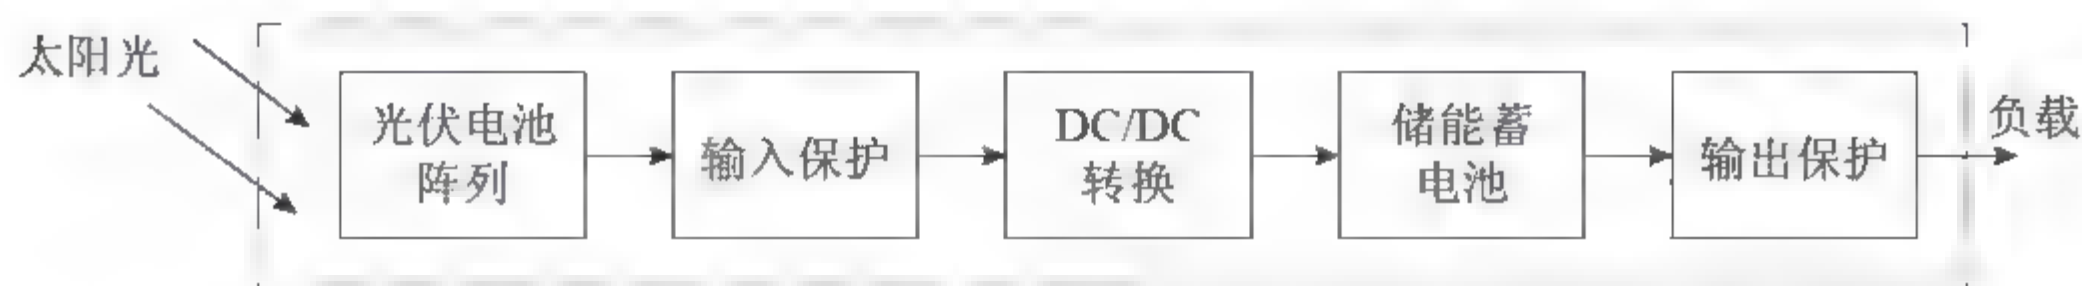 太阳光
光伏电池
阵列
输入保护
DC/DC
转换
储能蓄
电池
输出保护
负载